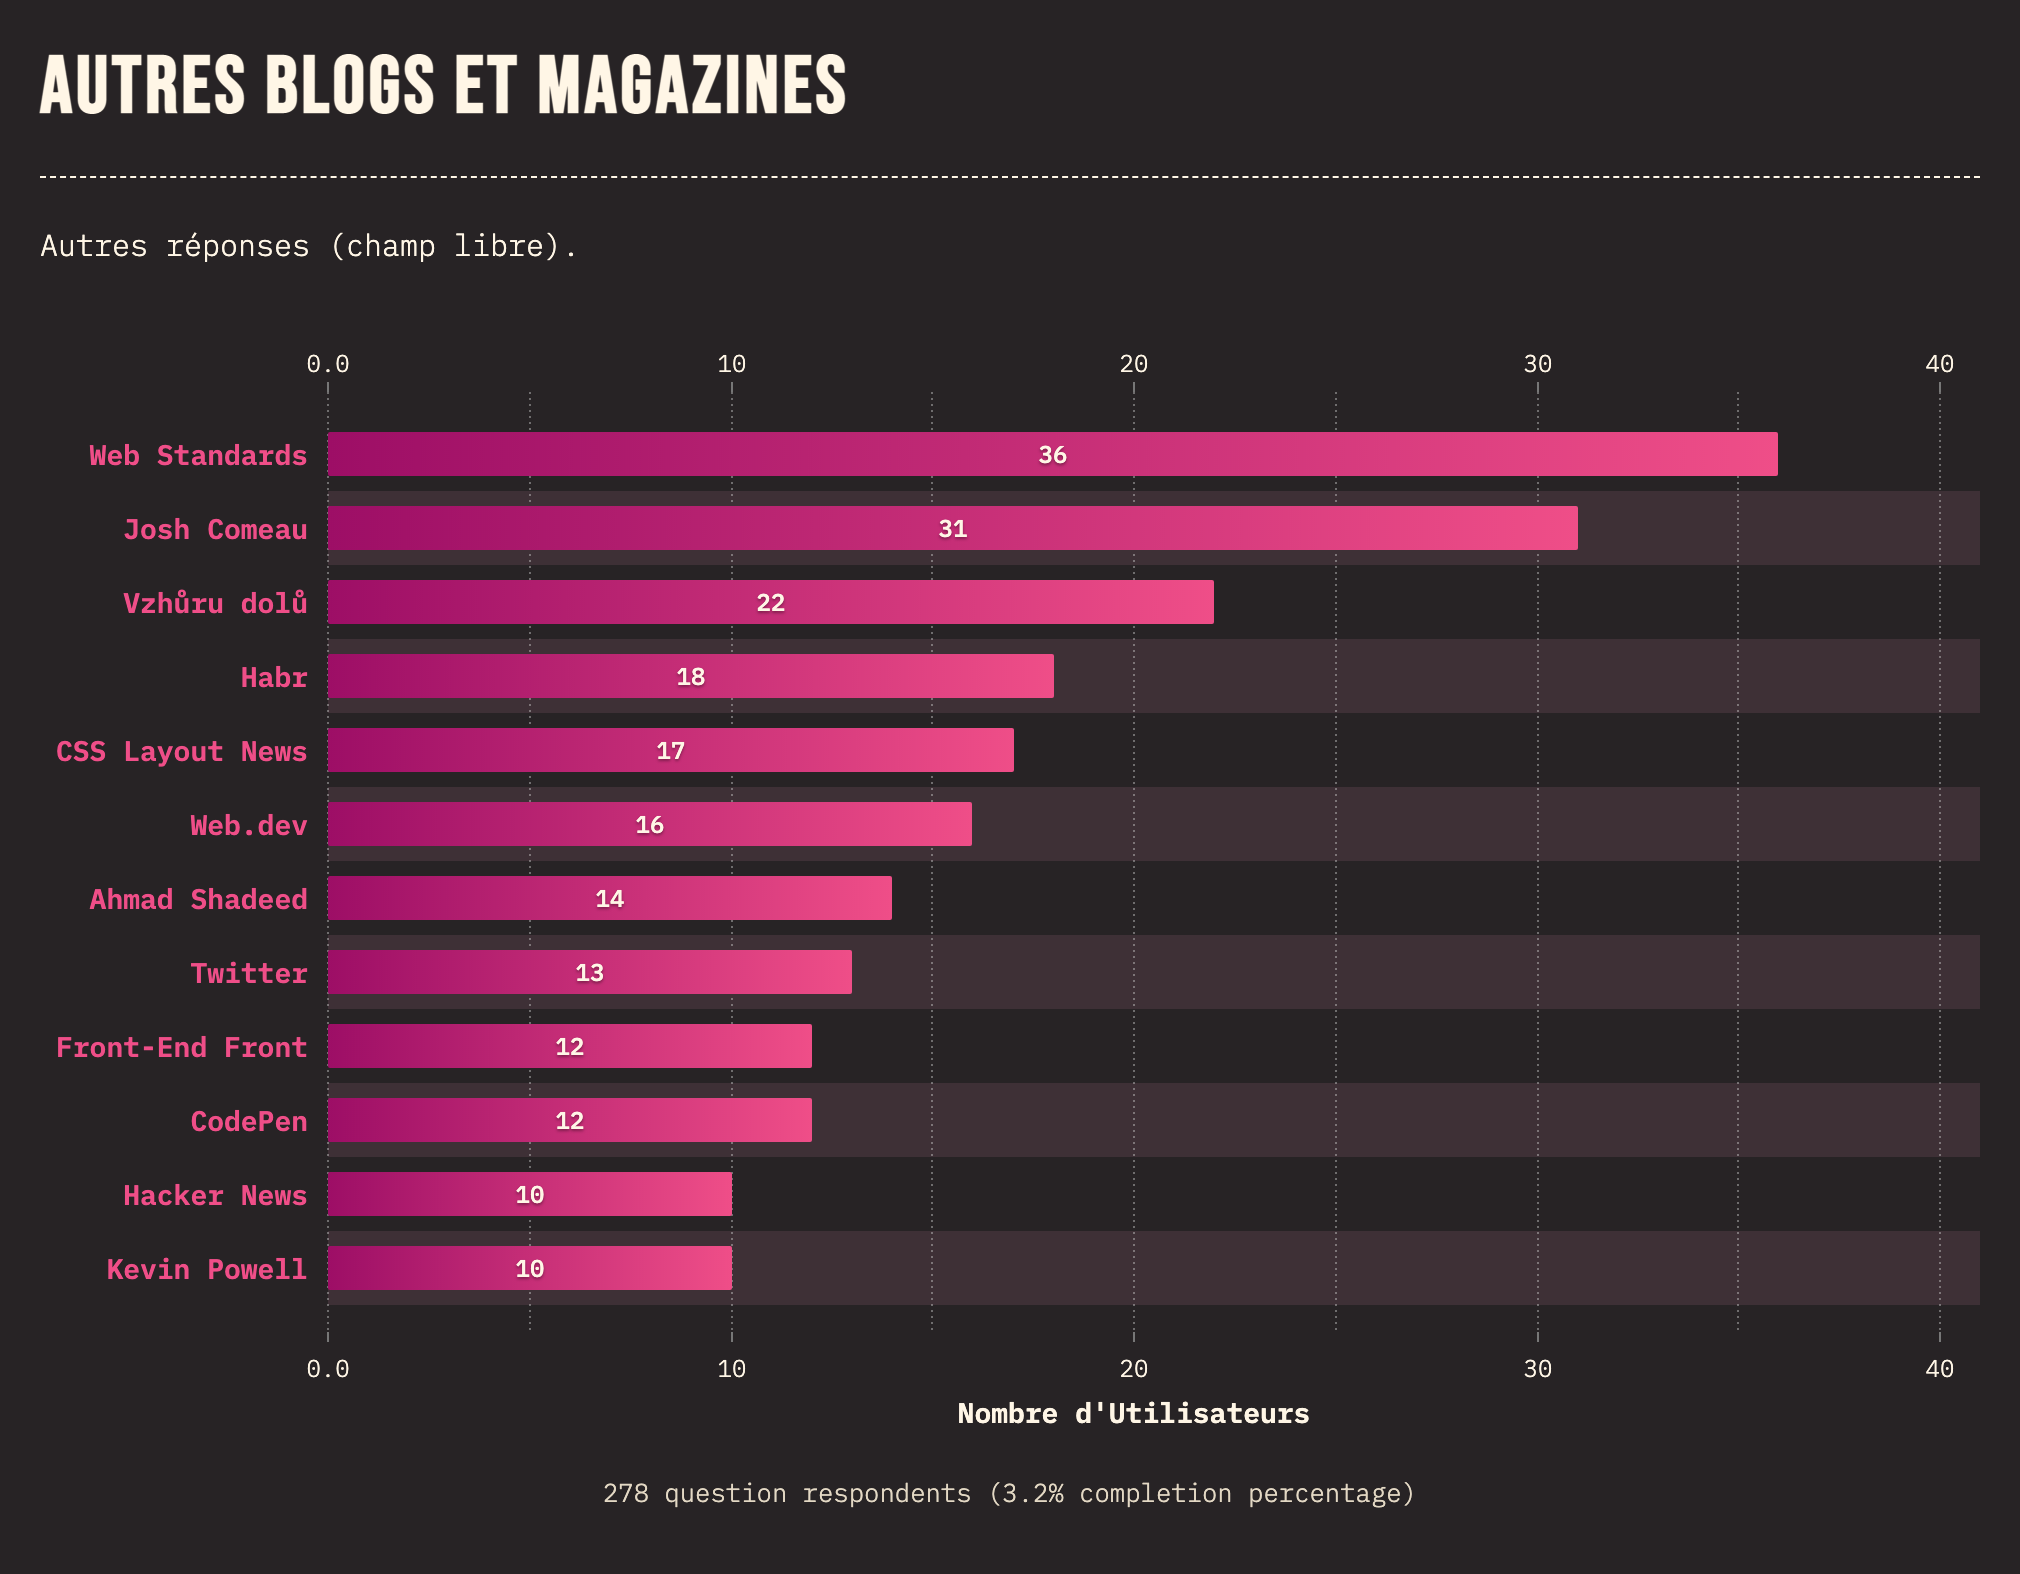 AUTRES BLOGS ET MAGAZINES
Autres réponses (champ libre).
0.0 10 20 30 40
Web Standards 36
Josh Comeau 31
Vzhůru dolů 22
Habr 18
CSS Layout News 17
Web.dev 16
Ahmad Shadeed 14
Twitter 13
Front-End Front 12
CodePen 12
Hacker News 10
Kevin Powell 10
0.0 10 20 30 40
Nombre d'Utilisateurs
278 question respondents (3.2% completion percentage)